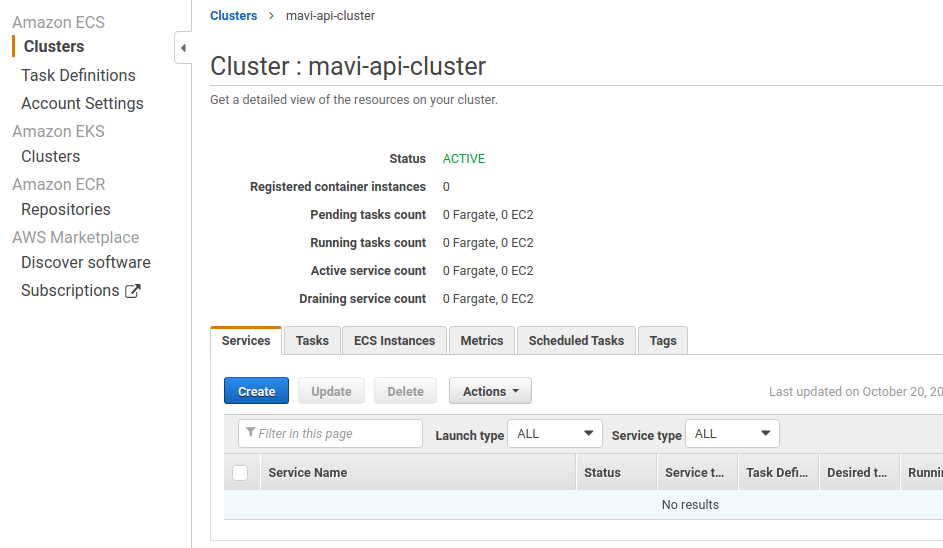 Amazon ECS
Clusters
Task Definitions
Account Settings
Amazon EKS
Clusters
Amazon ECR
Repositories
AWS Marketplace
Discover software
Subscriptions
Clusters > mavi-api-cluster
Cluster : mavi-api-cluster
Get a detailed view of the resources on your cluster.
Status ACTIVE
Registered container instances 0
Pending tasks count 0 Fargate, 0 EC2
Running tasks count 0 Fargate, 0 EC2
Active service count 0 Fargate, 0 EC2
Draining service count 0 Fargate, 0 EC2
Services Tasks ECS Instances Metrics Scheduled Tasks Tags
Create Update Delete Actions Last updated on October 20, 20
Filter in this page Launch type ALL Service type ALL
Service Name Status Service t... Task Defi... Desired t... Runni
No results